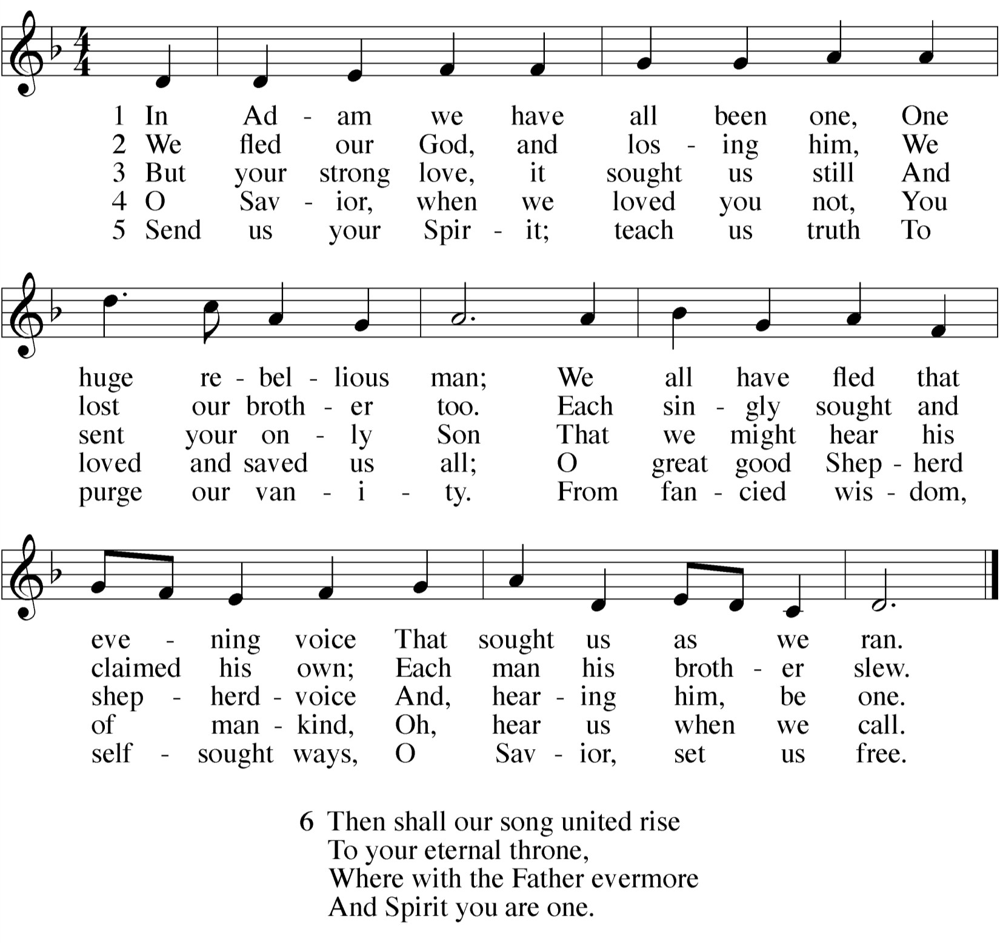 1 In Ad - am we have all been one, One
2 We fled our God, and los - ing him, We
3 But your strong love, it sought us still And
4 O Sav - ior, when we loved you not, You
5 Send us your Spir - it; teach us truth To
huge re - bel - lious man; We all have fled that
lost our broth - er too. Each sin - gly sought and
sent your on - ly Son That we might hear his
loved and saved us all; O great good Shep - herd
purge our van - i - ty. From fan - cied wis - dom,
eve - ning voice That sought us as we ran.
claimed his own; Each man his broth - er slew.
shep - herd - voice And, hear - ing him, be one.
of man - kind, Oh, hear us when we call.
self - sought ways, O Sav - ior, set us free.
6 Then shall our song united rise
To your eternal throne,
Where with the Father evermore
And Spirit you are one.